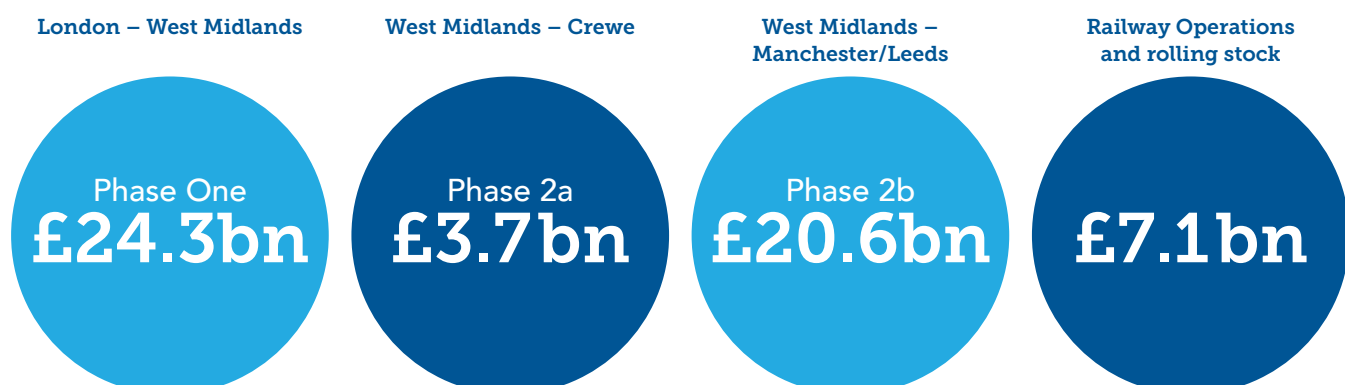 London – West Midlands
West Midlands – Crewe
West Midlands –
Manchester/Leeds
Railway Operations
and rolling stock
Phase One
£24.3bn
Phase 2a
£3.7bn
Phase 2b
£20.6bn
£7.1bn